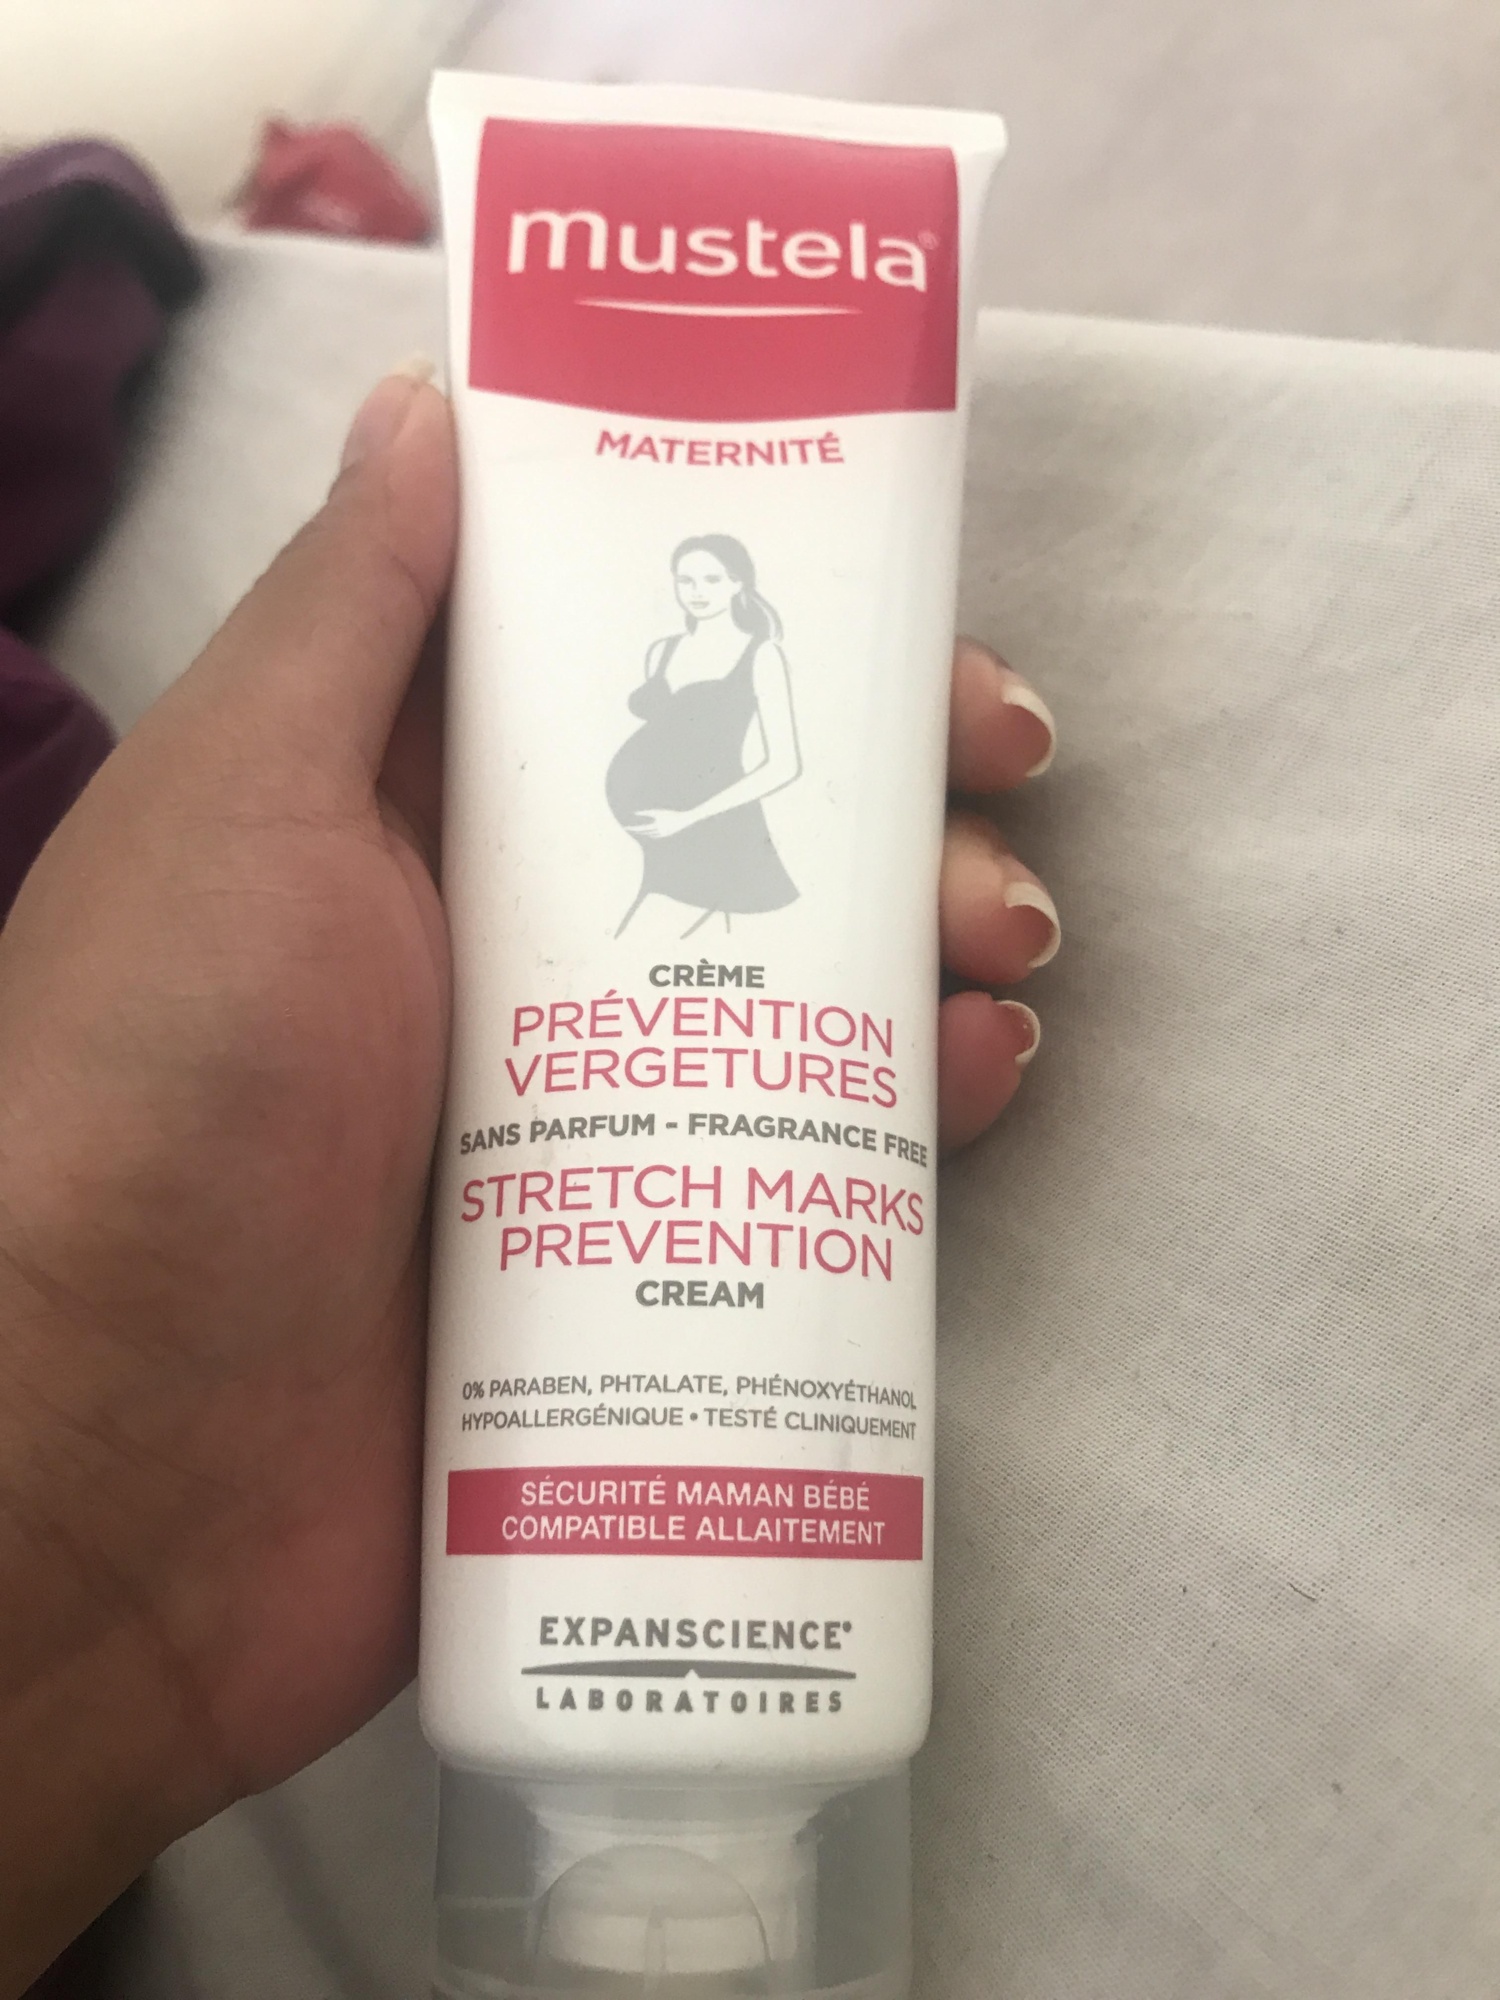 mustela®
MATERNITÉ
CRÈME
PRÉVENTION
VERGETURES
SANS PARFUM - FRAGRANCE FREE
STRETCH MARKS
PREVENTION
CREAM
0% PARABEN, PHTALATE, PHÉNOXYÉTHANOL
HYPOALLERGÉNIQUE • TESTÉ CLINIQUEMENT
SÉCURITÉ MAMAN BÉBÉ
COMPATIBLE ALLAITEMENT
EXPANSCIENCE®
LABORATOIRES